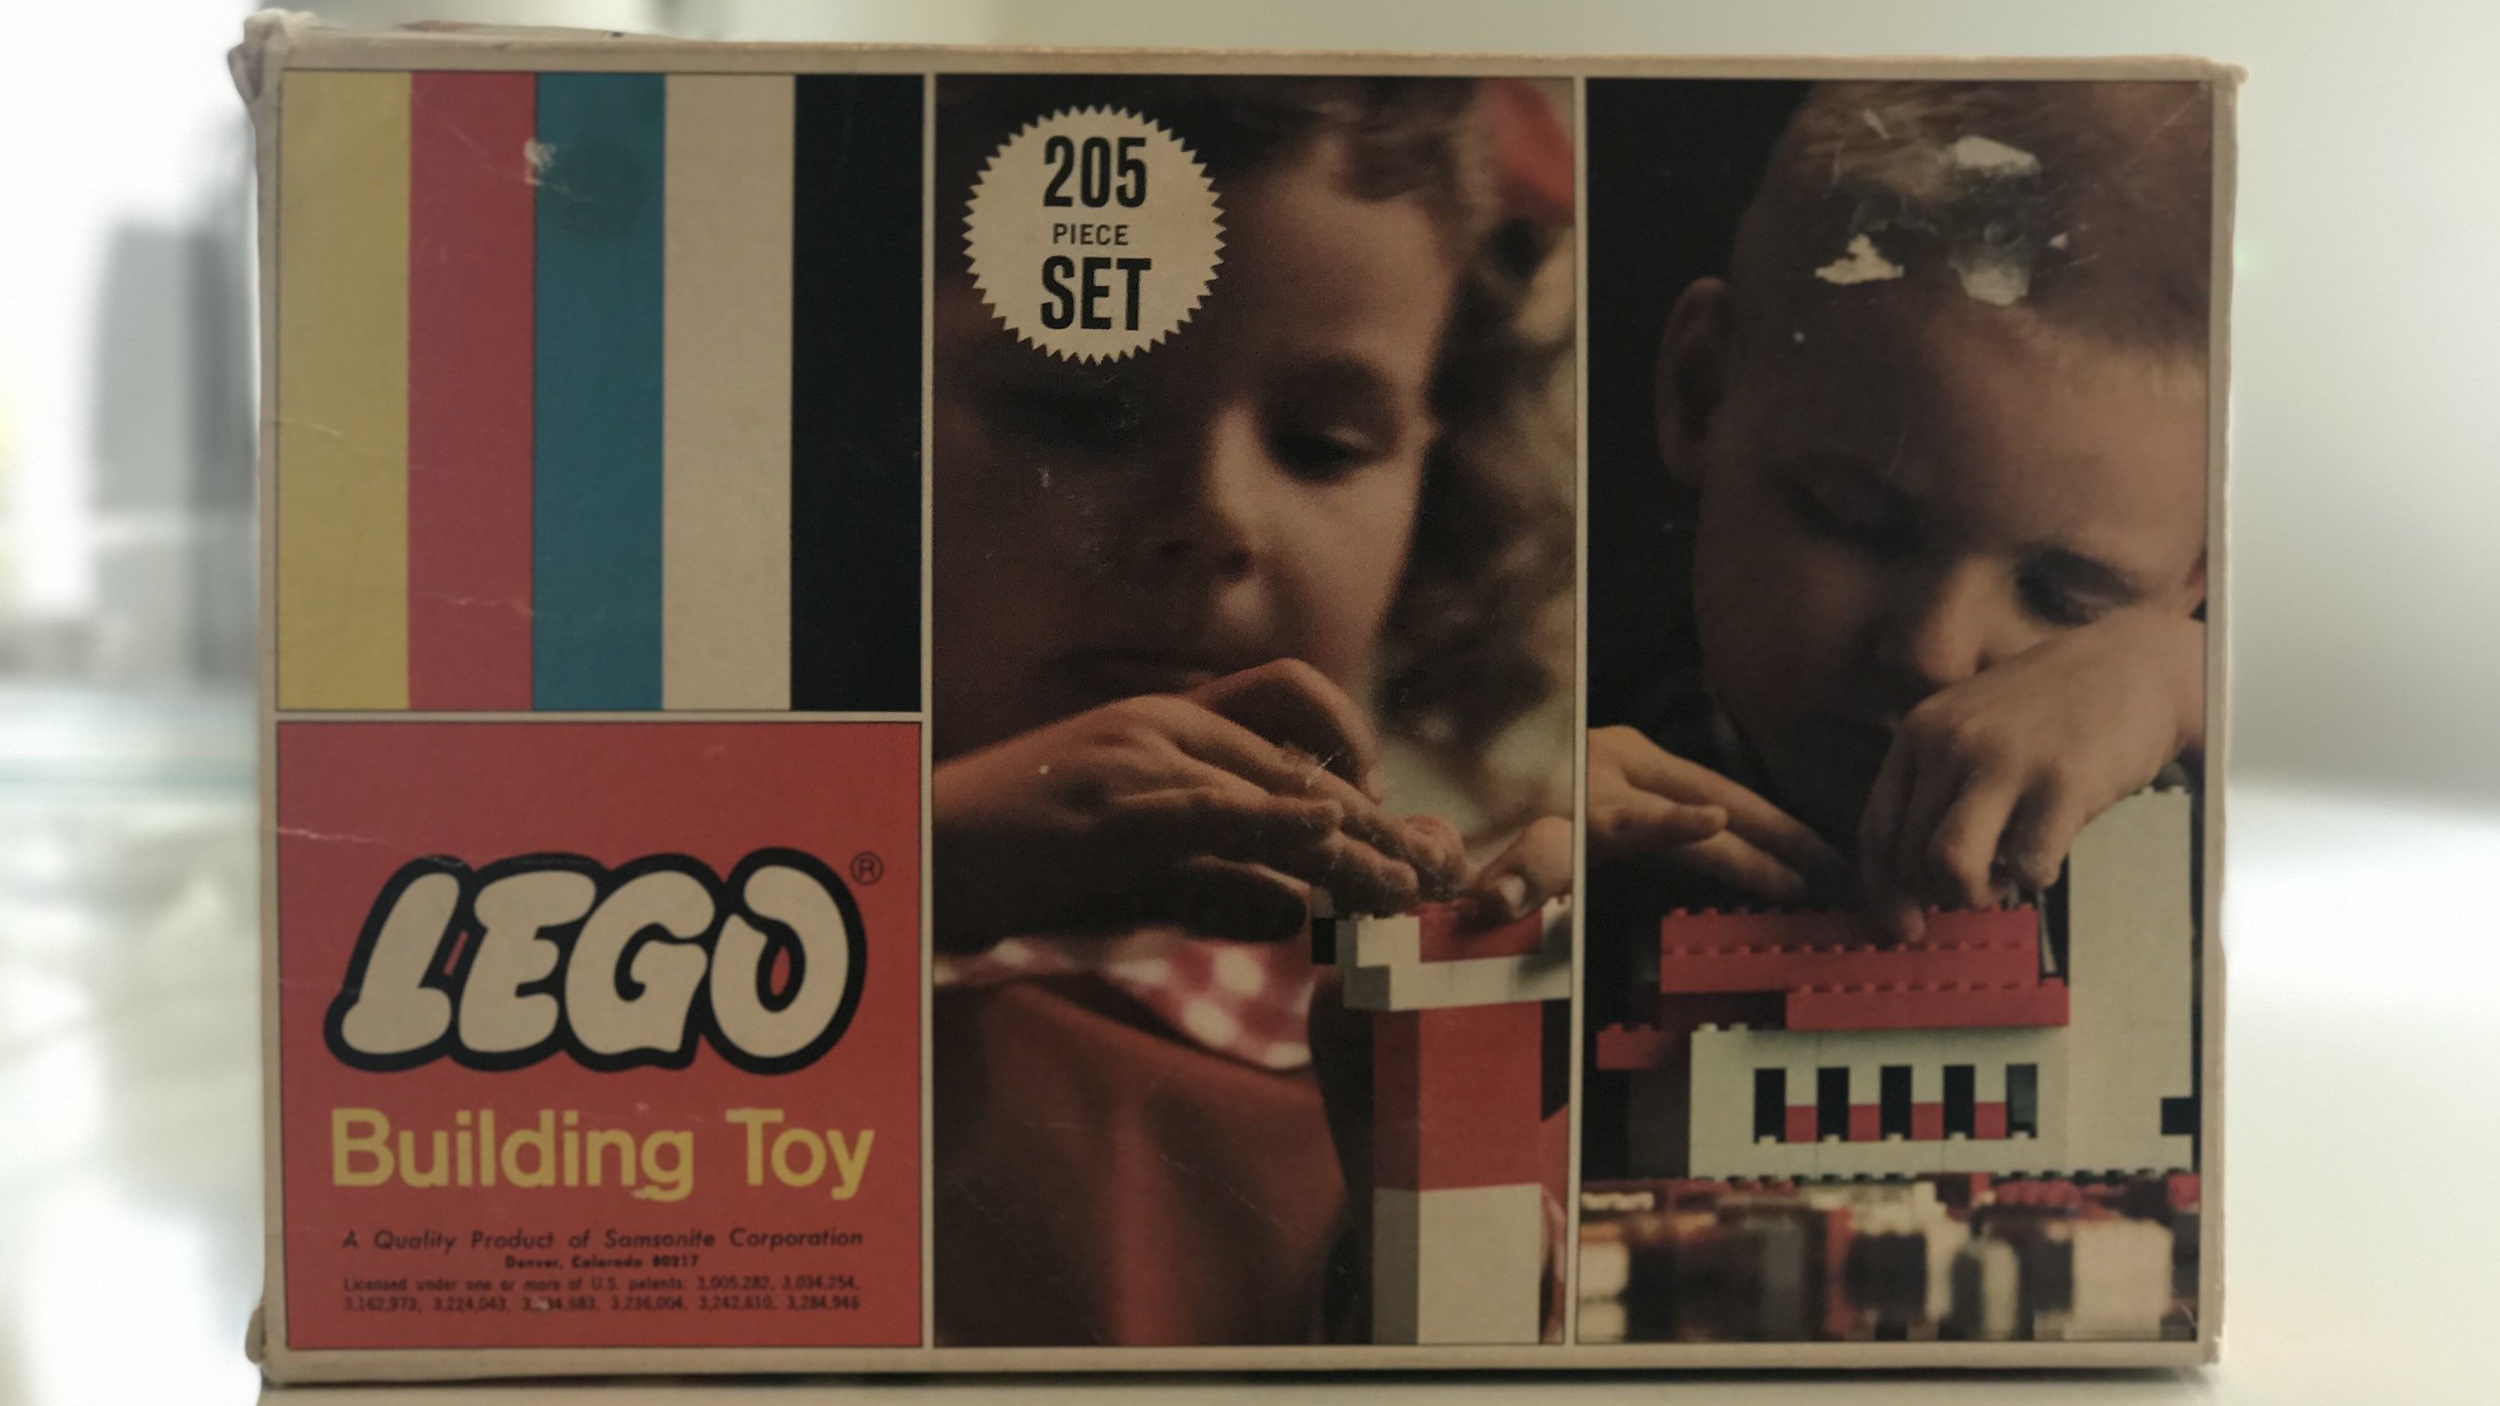 205
PIECE
SET
LEGO®
Building Toy
A Quality Product of Samsonite Corporation
Denver, Colorado 80217
Licensed under one or more of U.S. patents: 3,005,282, 3,034,254,
3,162,973, 3,224,043, 3,236,004, 3,242,610, 3,284,946